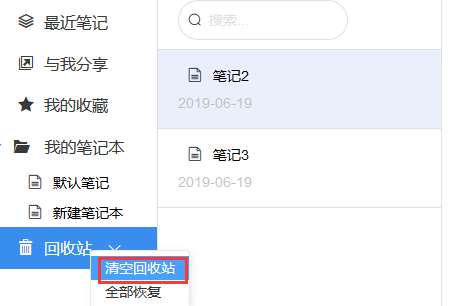 最近笔记
与我分享
我的收藏
我的笔记本
默认笔记
新建笔记本
回收站
清空回收站
全部恢复
搜索...
笔记2
2019-06-19
笔记3
2019-06-19